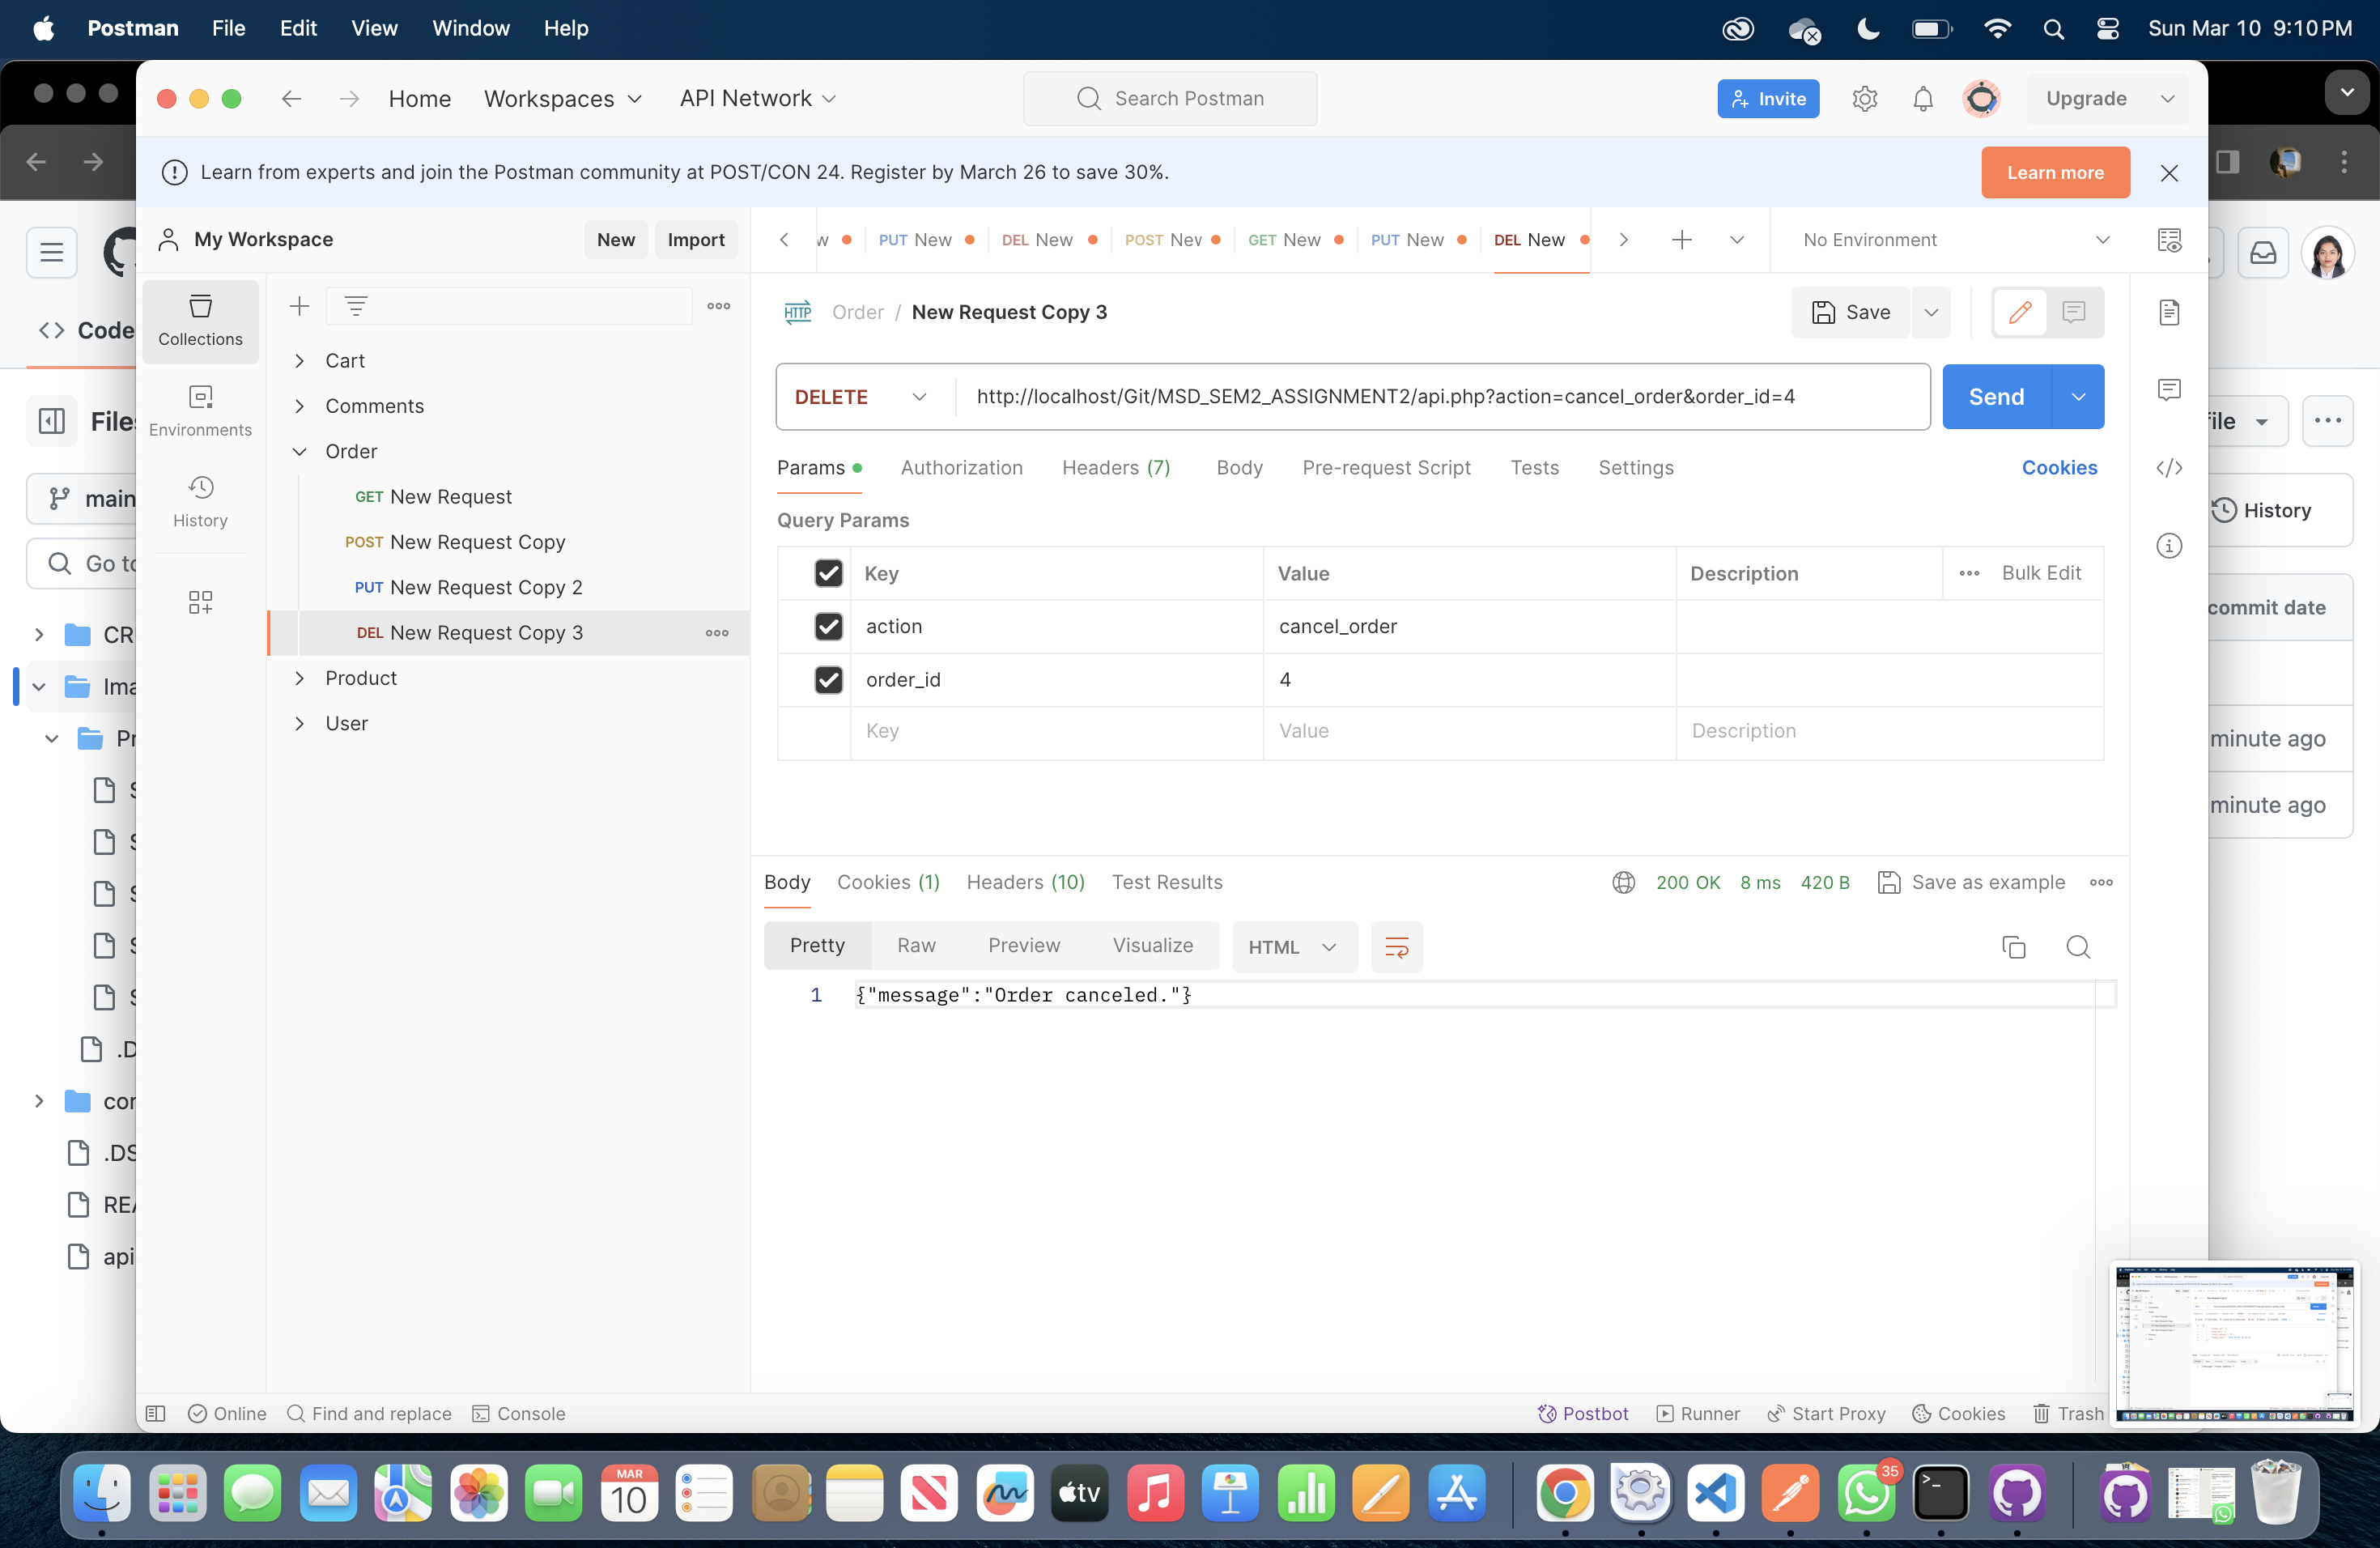 Postman File Edit View Window Help Sun Mar 10 9:10 PM
Home Workspaces API Network Search Postman Invite Upgrade
Learn from experts and join the Postman community at POST/CON 24. Register by March 26 to save 30%. Learn more
My Workspace New Import w PUT New DEL New POST Nev GET New PUT New DEL New No Environment
Order / New Request Copy 3 Save
Code
Collections
Cart
DELETE http://localhost/Git/MSD_SEM2_ASSIGNMENT2/api.php?action=cancel_order&order_id=4 Send
Comments
Environments
Files
Order
Params Authorization Headers (7) Body Pre-request Script Tests Settings Cookies
main
GET New Request
History
Query Params
History
POST New Request Copy
Go to
Key Value Description Bulk Edit
PUT New Request Copy 2
commit date
action cancel_order
DEL New Request Copy 3
order_id 4
Product
Key Value Description
User
minute ago
minute ago
Body Cookies (1) Headers (10) Test Results 200 OK 8 ms 420 B Save as example
Pretty Raw Preview Visualize HTML
1 {"message":"Order canceled."}
.DS
REA
api
Online Find and replace Console Postbot Runner Start Proxy Cookies Trash
MAR
10
tv
35